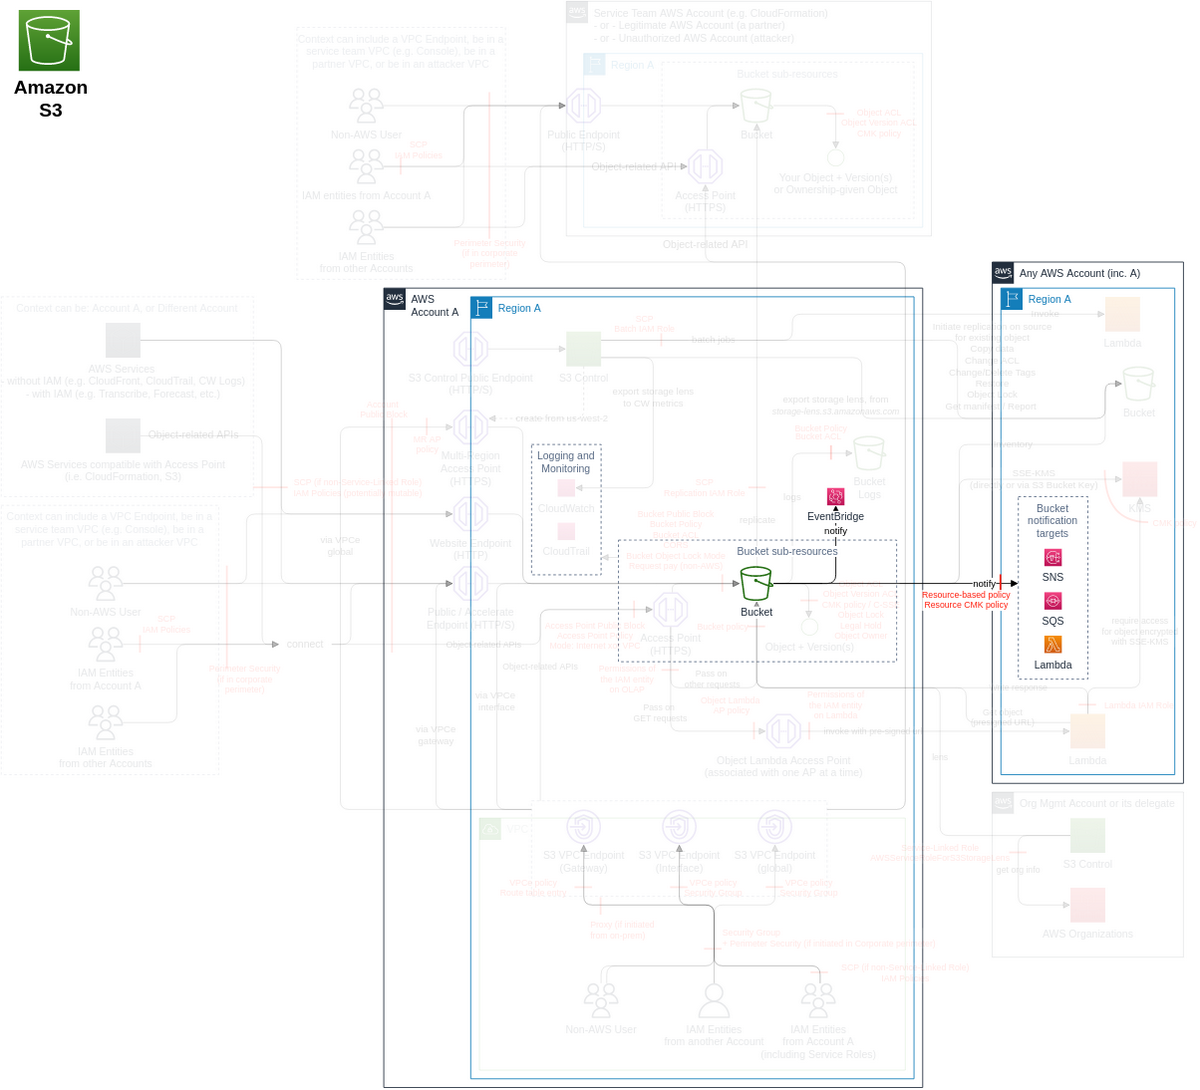 Amazon
S3
Context can include a VPC Endpoint, be in a
service team VPC (e.g. Console), be in a
partner VPC, or be in an attacker VPC
Non-AWS User
SCP
IAM Policies
IAM entities from Account A
IAM Entities
from other Accounts
Perimeter Security
(if in corporate
perimeter)
Service Team AWS Account (e.g. CloudFormation)
- or - Legitimate AWS Account (a partner)
- or - Unauthorized AWS Account (attacker)
Region A
Public Endpoint
(HTTP/S)
Bucket sub-resources
Bucket
Object ACL
Object Version ACL
CMK policy
Object-related API
Access Point
(HTTPS)
Your Object + Version(s)
or Ownership-given Object
Object-related API
Context can be: Account A, or Different Account
AWS Services
- without IAM (e.g. CloudFront, CloudTrail, CW Logs)
- with IAM (e.g. Transcribe, Forecast, etc.)
Object-related APIs
AWS Services compatible with Access Point
(i.e. CloudFormation, S3)
SCP (if non-Service-Linked Role)
IAM Policies (potentially mutable)
Context can include a VPC Endpoint, be in a
service team VPC (e.g. Console), be in a
partner VPC, or be in an attacker VPC
Non-AWS User
SCP
IAM Policies
IAM Entities
from Account A
IAM Entities
from other Accounts
Perimeter Security
(if in corporate
perimeter)
connect
via VPCe
global
Account
Public Block
MR AP
policy
via VPCe
gateway
via VPCe
interface
AWS
Account A
Region A
S3 Control Public Endpoint
(HTTP/S)
S3 Control
SCP
Batch IAM Role
batch jobs
export storage lens
to CW metrics
create from us-west-2
Multi-Region
Access Point
(HTTPS)
Website Endpoint
(HTTP)
Public / Accelerate
Endpoint (HTTP/S)
Logging and
Monitoring
CloudWatch
CloudTrail
export storage lens, from
storage-lens.s3.amazonaws.com
Bucket Policy
Bucket ACL
Bucket
Logs
logs
SCP
Replication IAM Role
replicate
Bucket Public Block
Bucket Policy
Bucket ACL
Bucket Object Lock Mode
Request pay (non-AWS)
EventBridge
notify
Bucket sub-resources
Bucket
notify
Resource-based policy
Resource CMK policy
Object Version ACL
Object Lock
Legal Hold
Object Owner
Object + Version(s)
Access Point Public Block
Access Point Policy
Bucket policy
Access Point
(HTTPS)
Object-related APIs
Object-related APIs
Permissions of
the IAM entity
on OLAP
Pass on
other requests
Pass on
GET requests
Object Lambda
AP policy
Permissions of
the IAM entity
on Lambda
Object Lambda Access Point
(associated with one AP at a time)
Invoke with pre-signed url
VPC
S3 VPC Endpoint
(Gateway)
S3 VPC Endpoint
(Interface)
S3 VPC Endpoint
(global)
VPCe policy
Route table entry
VPCe policy
Security Group
VPCe policy
Security Group
Proxy (if initiated
from on-prem)
Security Group
+ Perimeter Security (if initiated in Corporate perimeter)
SCP (if non-Service-Linked Role)
IAM Policies
Non-AWS User
IAM Entities
from another Account
IAM Entities
from Account A
(including Service Roles)
Any AWS Account (inc. A)
Region A
Invoke
Lambda
Initiate replication on source
for existing object
Copy data
Change ACL
Change/Delete Tags
Restore
Object Lock
Get manifest / Report
Bucket
inventory
SSE-KMS
(directly or via S3 Bucket Key)
KMS
CMK policy
Bucket
notification
targets
SNS
SQS
Lambda
require access
for object encrypted
with SSE-KMS
write response
Get object
(presigned URL)
Lambda IAM Role
Lambda
lens
Org Mgmt Account or its delegate
S3 Control
Service-Linked Role
get org info
AWS Organizations